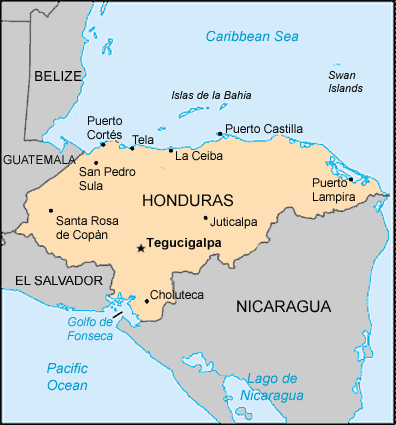 Caribbean Sea
BELIZE
Swan
Islands
Islas de la Bahia
Puerto
Cortés
Tela
Puerto Castilla
La Ceiba
GUATEMALA
San Pedro
Sula
Puerto
Lampira
HONDURAS
Santa Rosa
de Copàn
Juticalpa
Tegucigalpa
EL SALVADOR
Choluteca
NICARAGUA
Golfo de
Fonseca
Pacific
Ocean
Lago de
Nicaragua